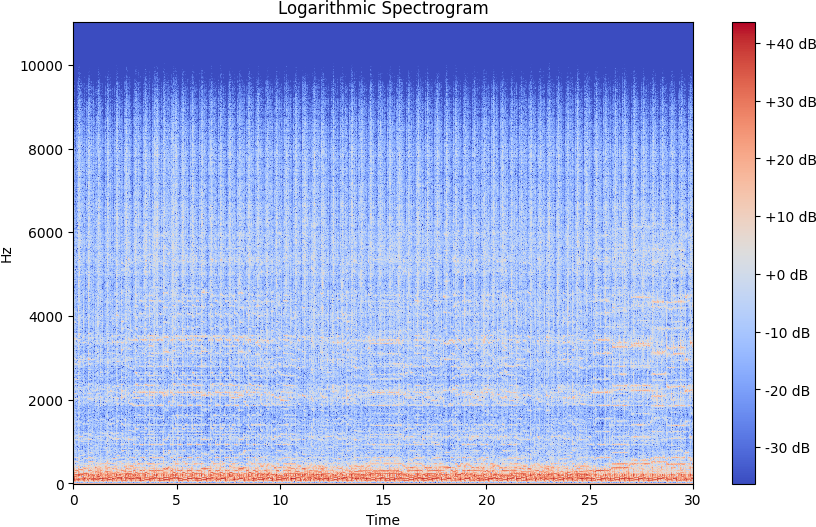 Logarithmic Spectrogram
10000
8000
6000
4000
2000
0
Hz
0 5 10 15 20 25 30
Time
+40 dB
+30 dB
+20 dB
+10 dB
+0 dB
-10 dB
-20 dB
-30 dB